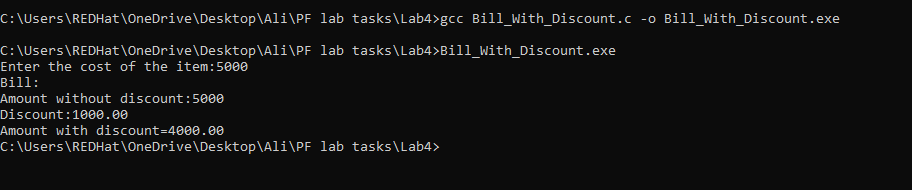 C:\Users\REDHat\OneDrive\Desktop\Ali\PF lab tasks\Lab4>gcc Bill_With_Discount.c -o Bill_With_Discount.exe
C:\Users\REDHat\OneDrive\Desktop\Ali\PF lab tasks\Lab4>Bill_With_Discount.exe
Enter the cost of the item:5000
Bill:
Amount without discount:5000
Discount:1000.00
Amount with discount=4000.00
C:\Users\REDHat\OneDrive\Desktop\Ali\PF lab tasks\Lab4>